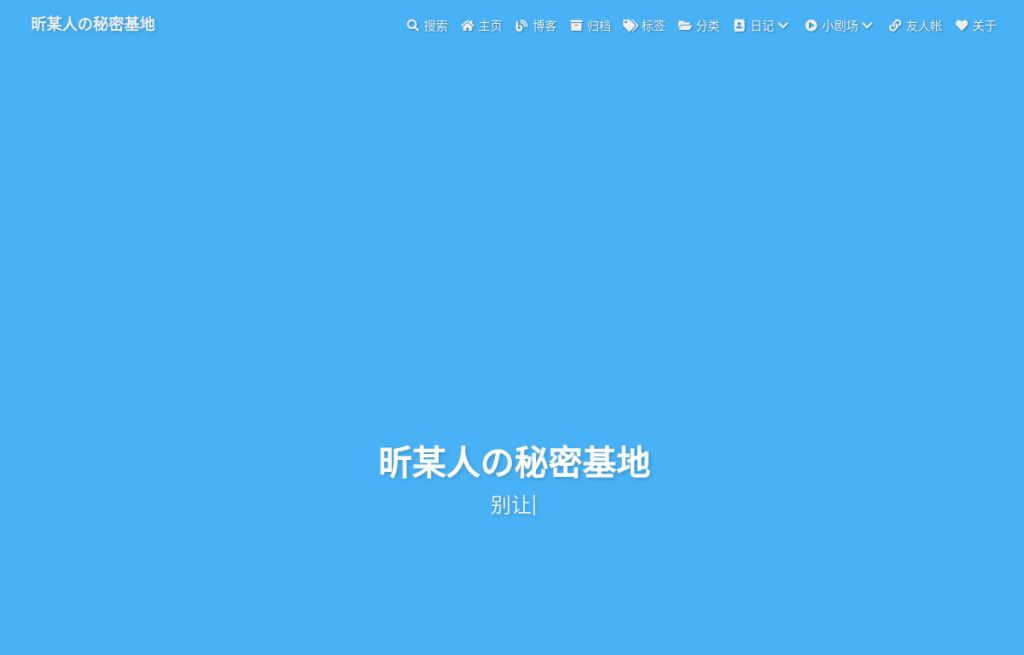 昕某人の秘密基地
搜索 主页 博客 归档 标签 分类 日记 小剧场 友人帐 关于
昕某人の秘密基地
别让|